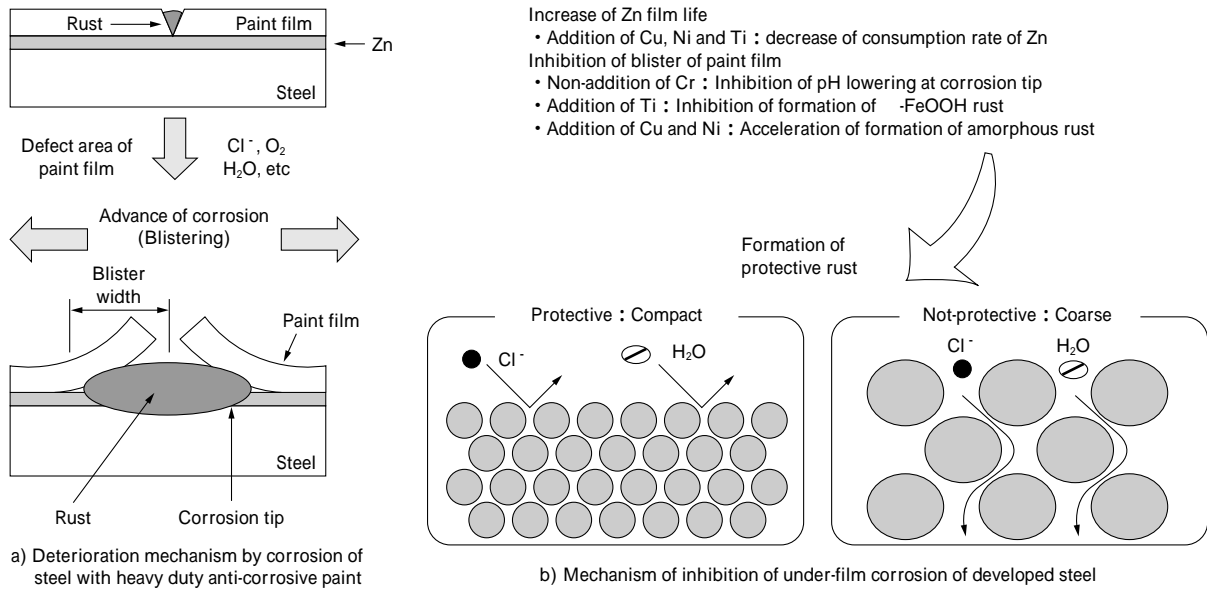 Rust
Paint film
Zn
Steel
Defect area of
paint film
Cl⁻, O₂
H₂O, etc
Advance of corrosion
(Blistering)
Blister
width
Paint film
Steel
Rust
Corrosion tip
a) Deterioration mechanism by corrosion of
steel with heavy duty anti-corrosive paint
Increase of Zn film life
・Addition of Cu, Ni and Ti：decrease of consumption rate of Zn
Inhibition of blister of paint film
・Non-addition of Cr：Inhibition of pH lowering at corrosion tip
・Addition of Ti：Inhibition of formation of -FeOOH rust
・Addition of Cu and Ni：Acceleration of formation of amorphous rust
Formation of
protective rust
Protective：Compact
Cl⁻
H₂O
Not-protective：Coarse
Cl⁻
H₂O
b) Mechanism of inhibition of under-film corrosion of developed steel